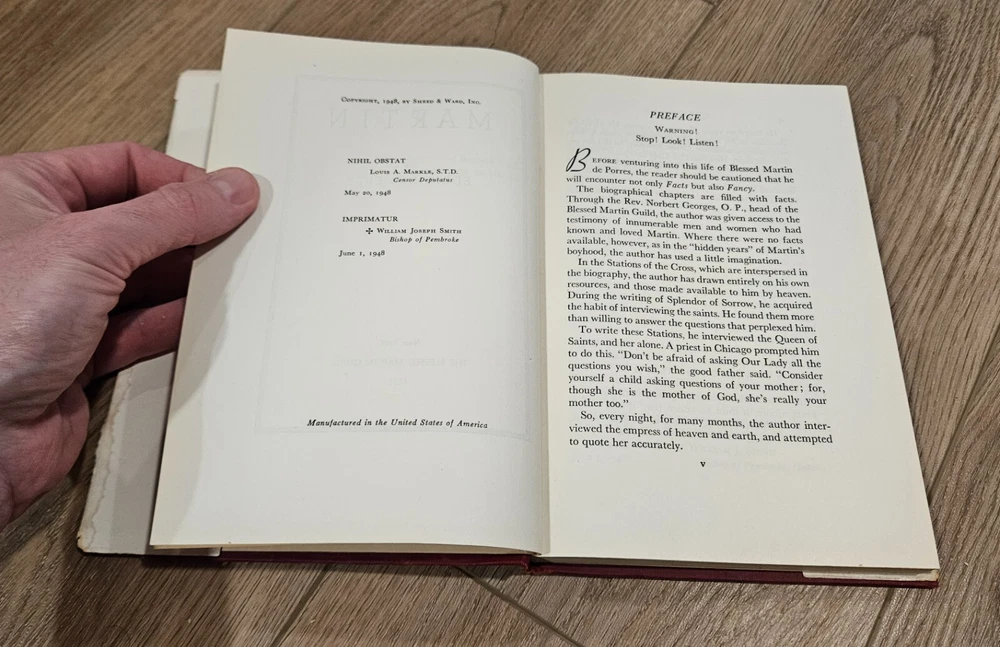 Copyright, 1948, by Sheed & Ward, Inc.
NIHIL OBSTAT
Louis A. Markle, S.T.D.
Censor Deputatus
May 20, 1948
IMPRIMATUR
✠ William Joseph Smith
Bishop of Pembroke
June 1, 1948
Manufactured in the United States of America
PREFACE
Warning!
Stop! Look! Listen!
Before venturing into this life of Blessed Martin
de Porres, the reader should be cautioned that he
will encounter not only Facts but also Fancy.
The biographical chapters are filled with facts.
Through the Rev. Norbert Georges, O. P., head of the
Blessed Martin Guild, the author was given access to the
testimony of innumerable men and women who had
known and loved Martin. Where there were no facts
available, however, as in the "hidden years" of Martin's
boyhood, the author has used a little imagination.
In the Stations of the Cross, which are interspersed in
the biography, the author has drawn entirely on his own
resources, and those made available to him by heaven.
During the writing of Splendor of Sorrow, he acquired
the habit of interviewing the saints. He found them more
than willing to answer the questions that perplexed him.
To write these Stations, he interviewed the Queen of
Saints, and her alone. A priest in Chicago prompted him
to do this. "Don't be afraid of asking Our Lady all the
questions you wish," the good father said. "Consider
yourself a child asking questions of your mother; for,
though she is the mother of God, she's really your
mother too."
So, every night, for many months, the author inter-
viewed the empress of heaven and earth, and attempted
to quote her accurately.
v